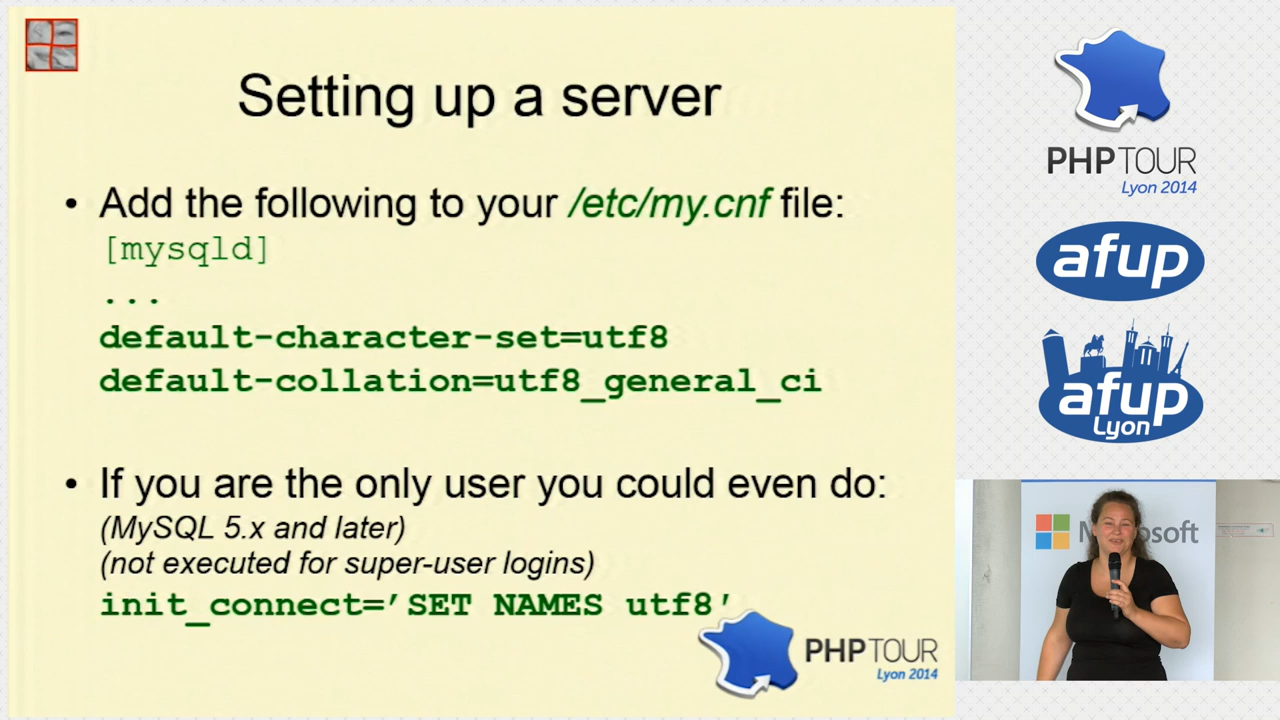 Setting up a server
• Add the following to your /etc/my.cnf file:
[mysqld]
...
default-character-set=utf8
default-collation=utf8_general_ci
• If you are the only user you could even do:
(MySQL 5.x and later)
(not executed for super-user logins)
init_connect=’SET NAMES utf8’
PHPTOUR
Lyon 2014
PHPTOUR
Lyon 2014
afup
afup
Lyon